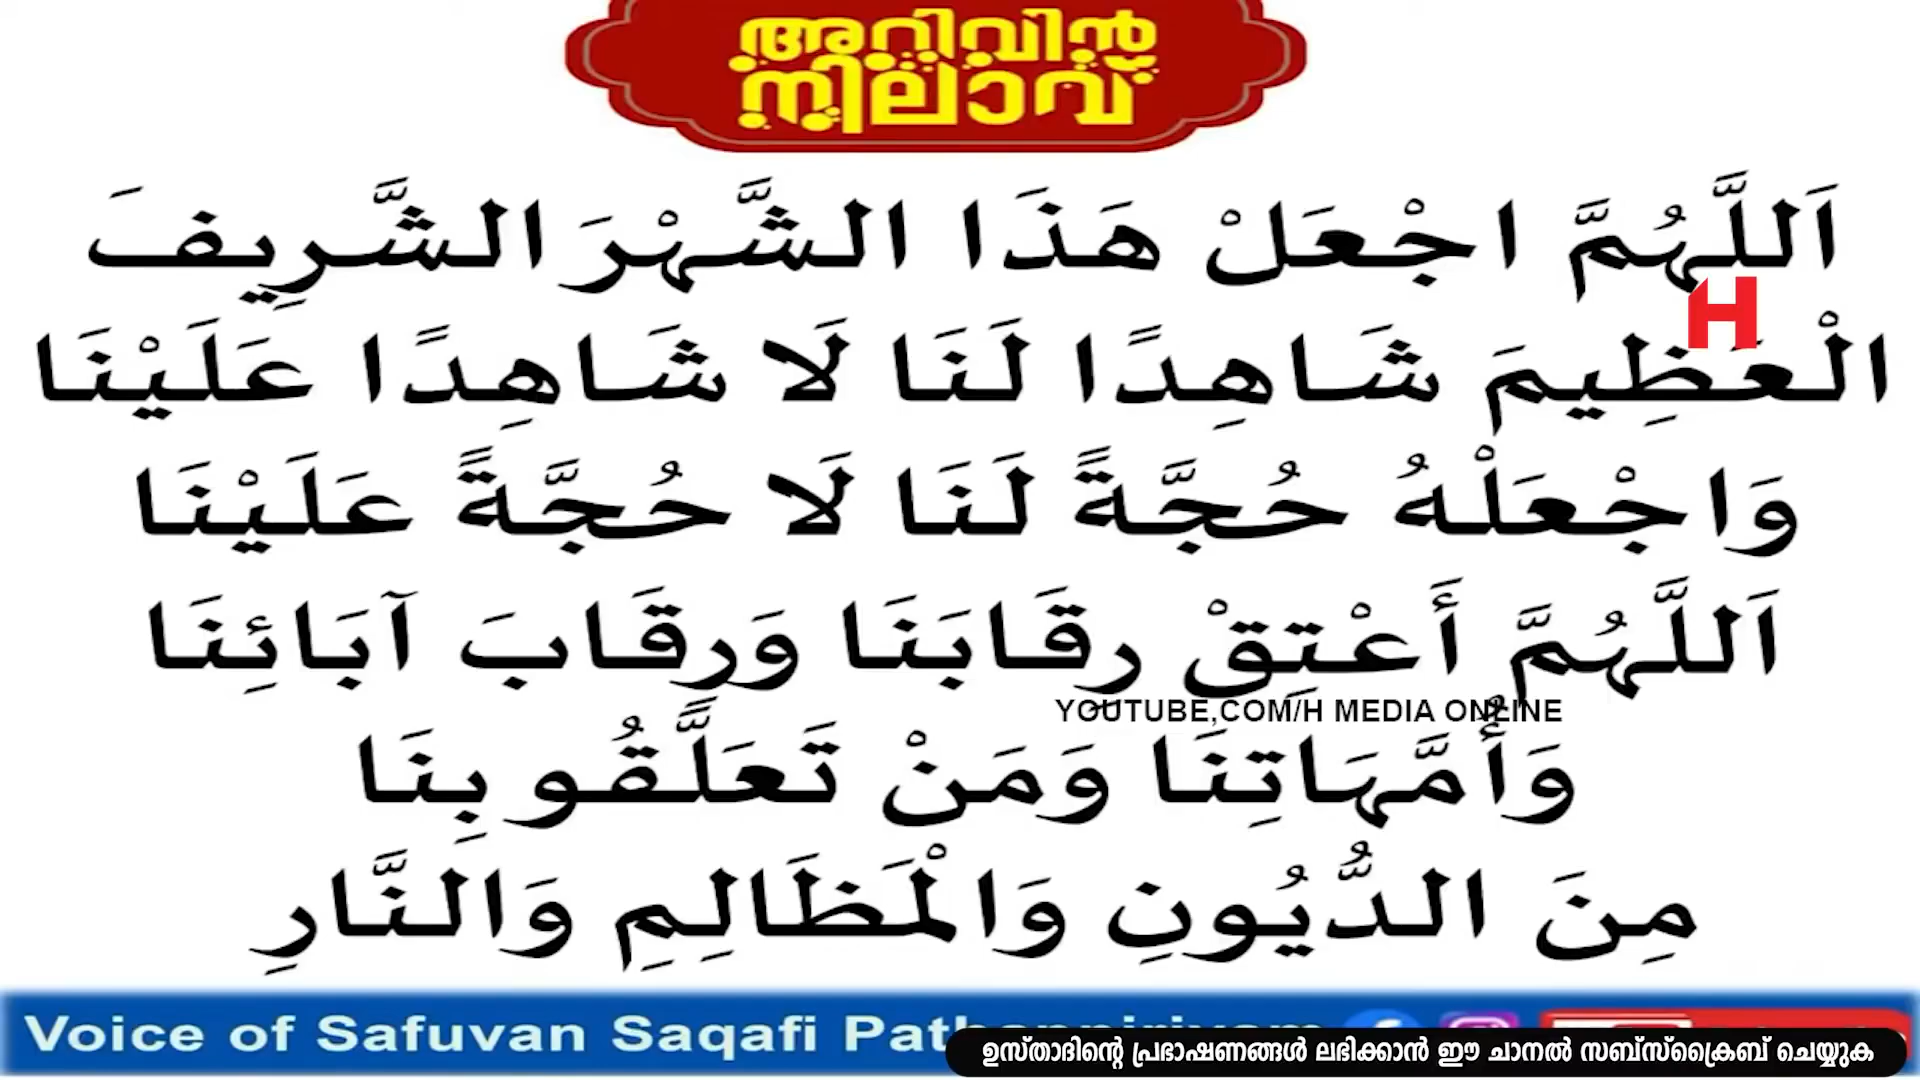 അറിവിൻ
നിലാവ്
اَللَّهُمَّ اجْعَلْ هَذَا الشَّهْرَ الشَّرِيفَ
H
الْعَظِيمَ شَاهِدًا لَنَا لَا شَاهِدًا عَلَيْنَا
وَاجْعَلْهُ حُجَّةً لَنَا لَا حُجَّةً عَلَيْنَا
اَللَّهُمَّ أَعْتِقْ رِقَابَنَا وَرِقَابَ آبَائِنَا
YOUTUBE,COM/H MEDIA ONLINE
وَأُمَّهَاتِنَا وَمَنْ تَعَلَّقُو بِنَا
مِنَ الدُّيُونِ وَالْمَظَالِمِ وَالنَّارِ
Voice of Safuvan Saqafi
ഉസ്താദിന്റെ പ്രഭാഷണങ്ങൾ ലഭിക്കാൻ ഈ ചാനൽ സബ്സ്ക്രൈബ് ചെയ്യുക